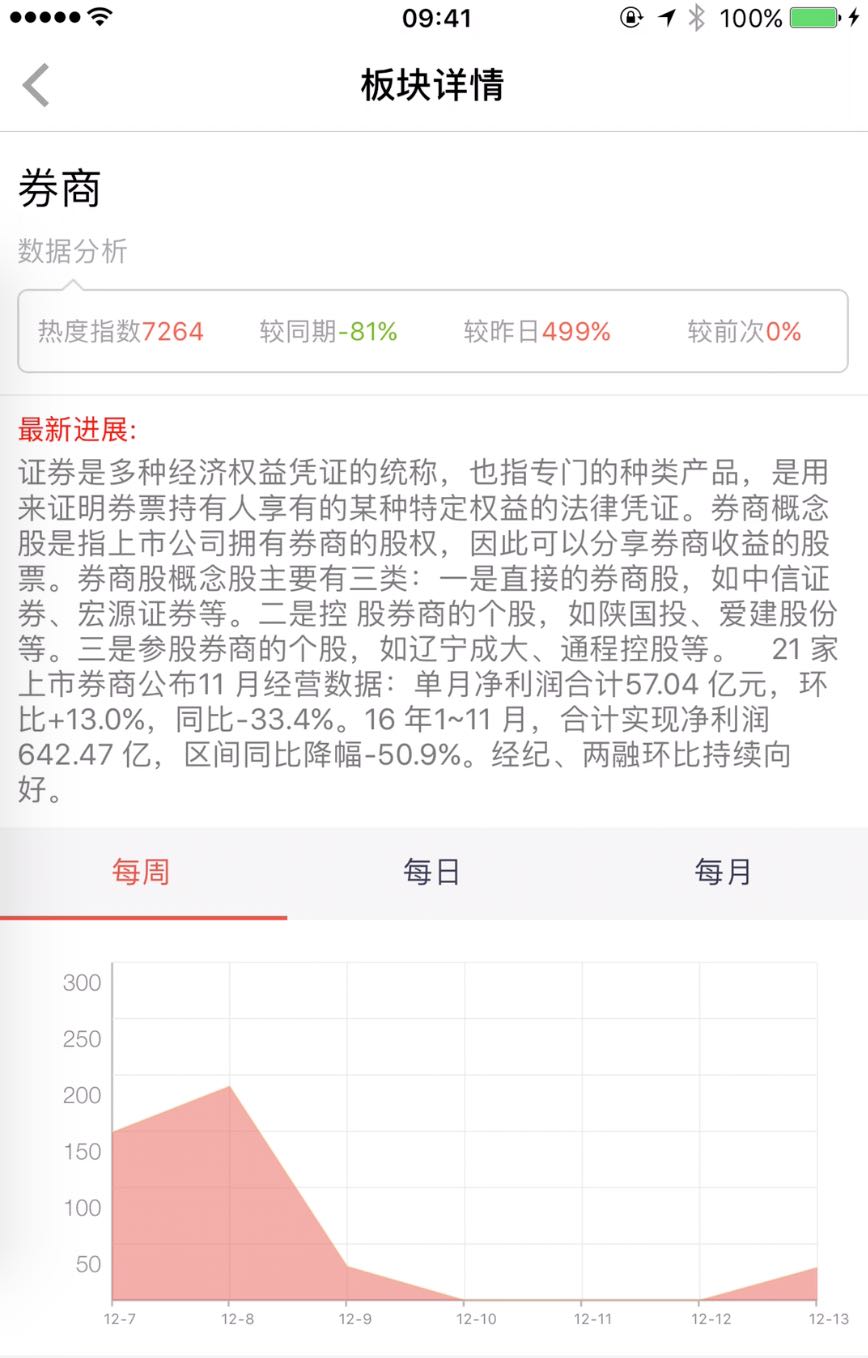 09:41
100%
板块详情
券商
数据分析
热度指数7264 较同期-81% 较昨日499% 较前次0%
最新进展:
证券是多种经济权益凭证的统称，也指专门的种类产品，是用
来证明券票持有人享有的某种特定权益的法律凭证。券商概念
股是指上市公司拥有券商的股权，因此可以分享券商收益的股
票。券商股概念股主要有三类：一是直接的券商股，如中信证
券、宏源证券等。二是控 股券商的个股，如陕国投、爱建股份
等。三是参股券商的个股，如辽宁成大、通程控股等。 21 家
上市券商公布11 月经营数据：单月净利润合计57.04 亿元，环
比+13.0%，同比-33.4%。16 年1~11 月，合计实现净利润
642.47 亿，区间同比降幅-50.9%。经纪、两融环比持续向
好。
每周 每日 每月
300
250
200
150
100
50
12-7 12-8 12-9 12-10 12-11 12-12 12-13